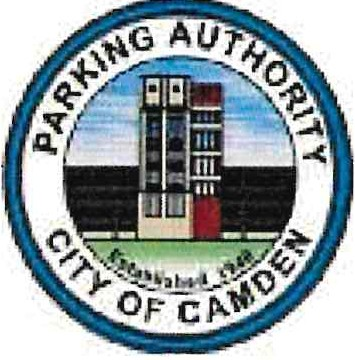 PARKING AUTHORITY
Established 1948
CITY OF CAMDEN